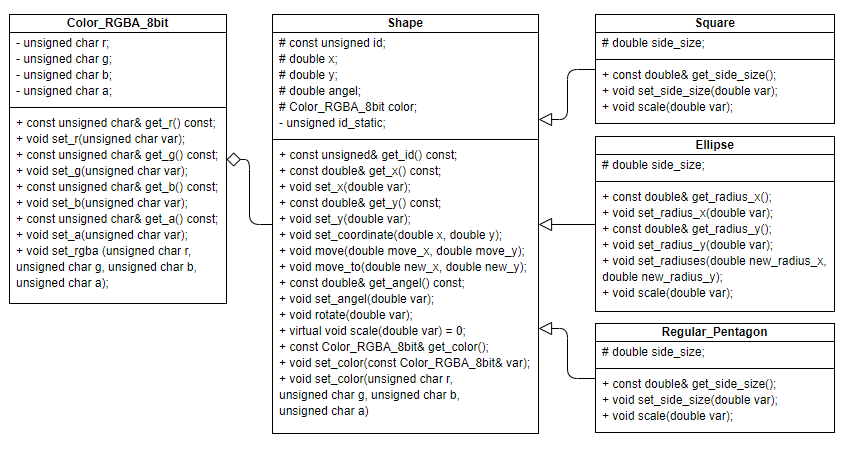 Color_RGBA_8bit
- unsigned char r;
- unsigned char g;
- unsigned char b;
- unsigned char a;
+ const unsigned char& get_r() const;
+ void set_r(unsigned char var);
+ const unsigned char& get_g() const;
+ void set_g(unsigned char var);
+ const unsigned char& get_b() const;
+ void set_b(unsigned char var);
+ const unsigned char& get_a() const;
+ void set_a(unsigned char var);
+ void set_rgba (unsigned char r,
unsigned char g, unsigned char b,
unsigned char a);
Shape
# const unsigned id;
# double x;
# double y;
# double angel;
# Color_RGBA_8bit color;
- unsigned id_static;
+ const unsigned& get_id() const;
+ const double& get_x() const;
+ void set_x(double var);
+ const double& get_y() const;
+ void set_y(double var);
+ void set_coordinate(double x, double y);
+ void move(double move_x, double move_y);
+ void move_to(double new_x, double new_y);
+ const double& get_angel() const;
+ void set_angel(double var);
+ void rotate(double var);
+ virtual void scale(double var) = 0;
+ const Color_RGBA_8bit& get_color();
+ void set_color(const Color_RGBA_8bit& var);
+ void set_color(unsigned char r,
unsigned char g, unsigned char b,
unsigned char a)
Square
# double side_size;
+ const double& get_side_size();
+ void set_side_size(double var);
+ void scale(double var);
Ellipse
# double side_size;
+ const double& get_radius_x();
+ void set_radius_x(double var);
+ const double& get_radius_y();
+ void set_radius_y(double var);
+ void set_radiuses(double new_radius_x,
double new_radius_y);
+ void scale(double var);
Regular_Pentagon
# double side_size;
+ const double& get_side_size();
+ void set_side_size(double var);
+ void scale(double var);